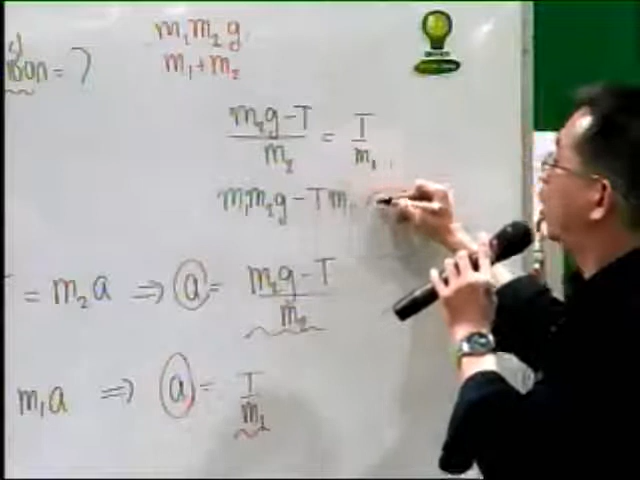 m₁m₂g
m₁+m₂
= ?
(m₂g-T)/m₂ = T/m₁
m₁m₂g - Tm₁
= m₂a ⇒ a = (m₂g-T)/m₂
m₁a ⇒ a = T/m₁